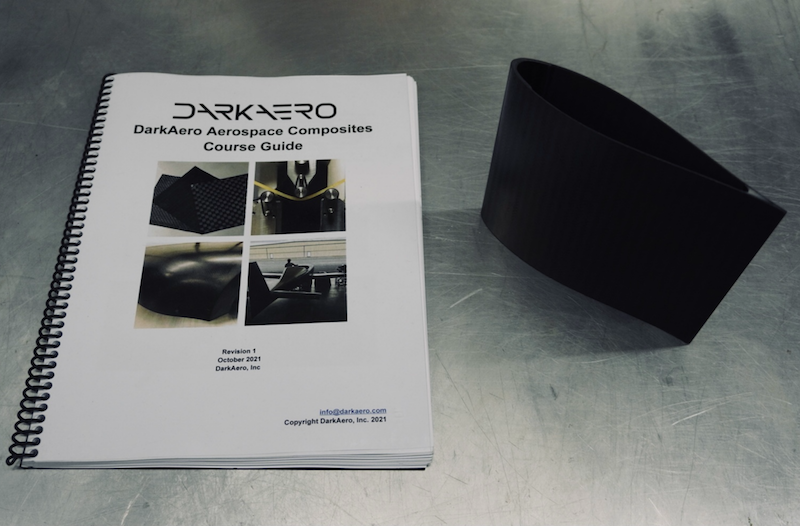 DARKAERO
DarkAero Aerospace Composites
Course Guide
Revision 1
October 2021
DarkAero, Inc
info@darkaero.com
Copyright DarkAero, Inc. 2021